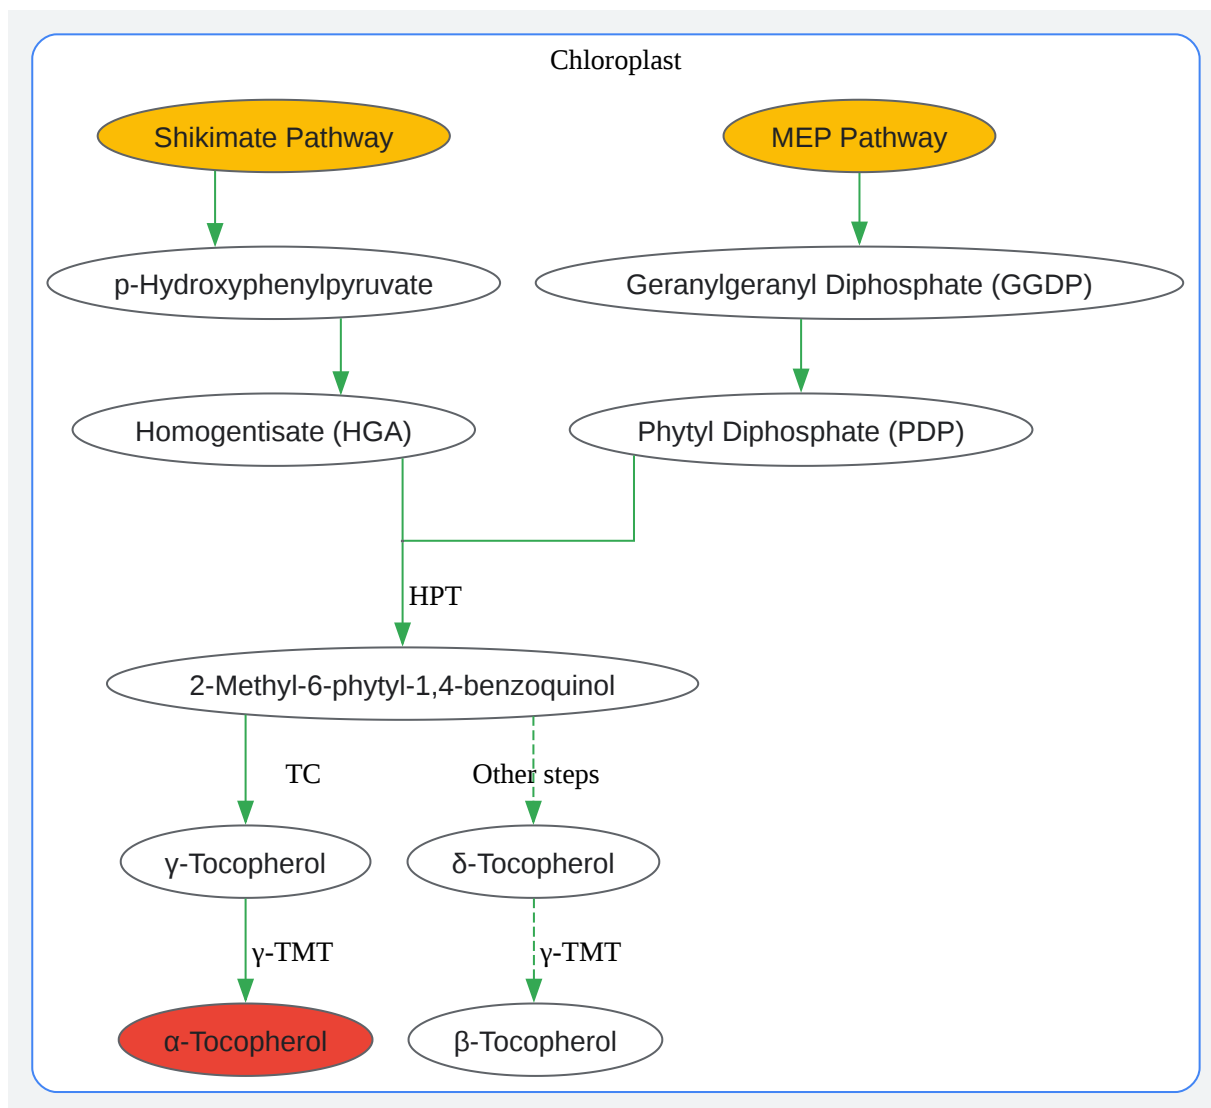 Chloroplast
Shikimate Pathway
MEP Pathway
p-Hydroxyphenylpyruvate
Geranylgeranyl Diphosphate (GGDP)
Homogentisate (HGA)
Phytyl Diphosphate (PDP)
HPT
2-Methyl-6-phytyl-1,4-benzoquinol
TC
Other steps
γ-Tocopherol
δ-Tocopherol
γ-TMT
γ-TMT
α-Tocopherol
β-Tocopherol